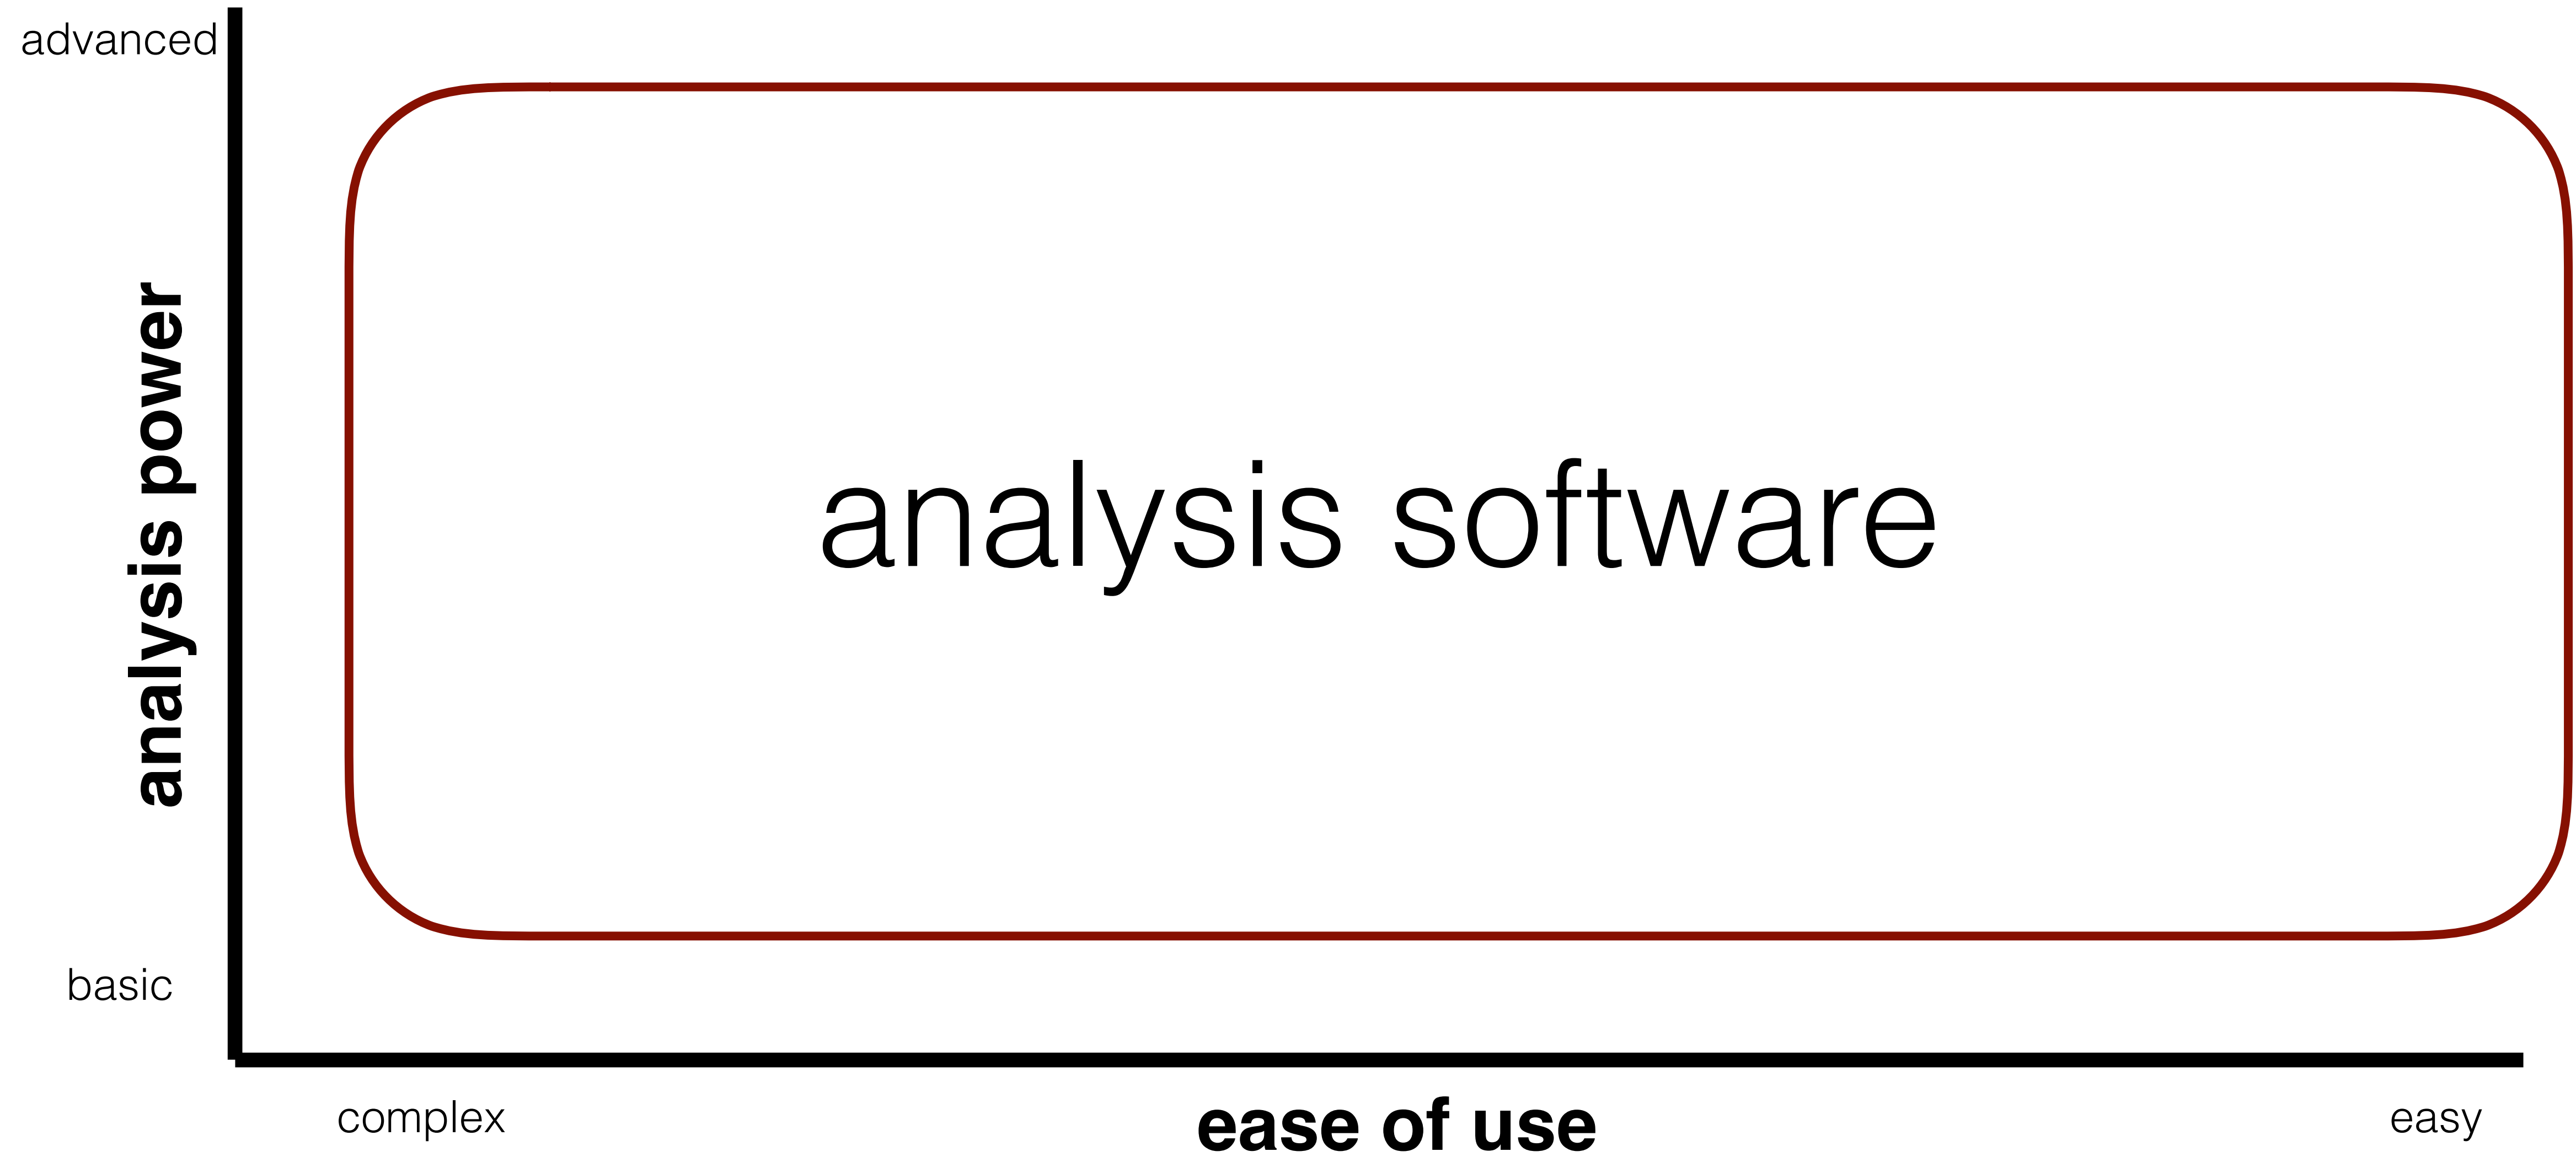 advanced
analysis power
analysis software
basic
complex
ease of use
easy